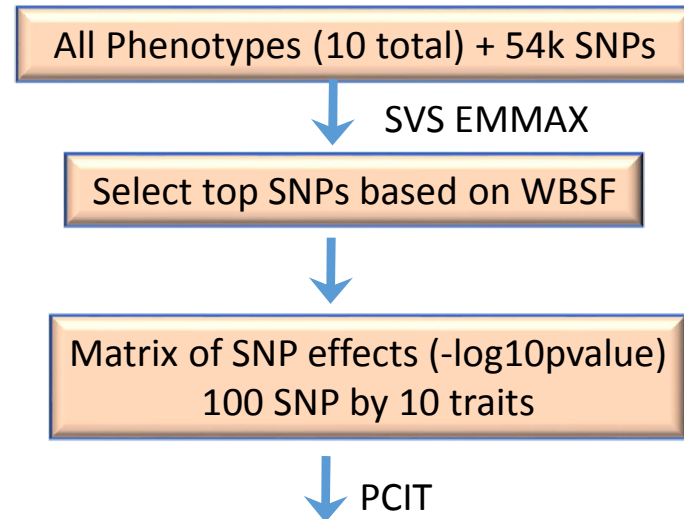 All Phenotypes (10 total) + 54k SNPs
SVS EMMAX
Select top SNPs based on WBSF
Matrix of SNP effects (-log10pvalue)
100 SNP by 10 traits
PCIT